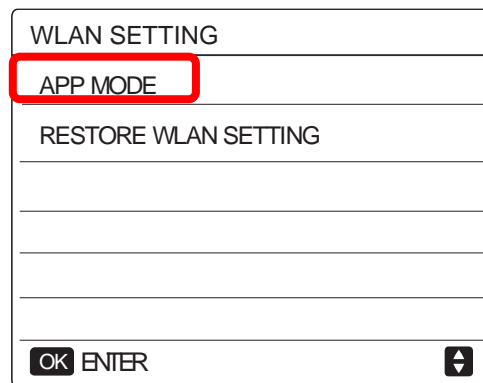 WLAN SETTING
APP MODE
RESTORE WLAN SETTING
OK ENTER